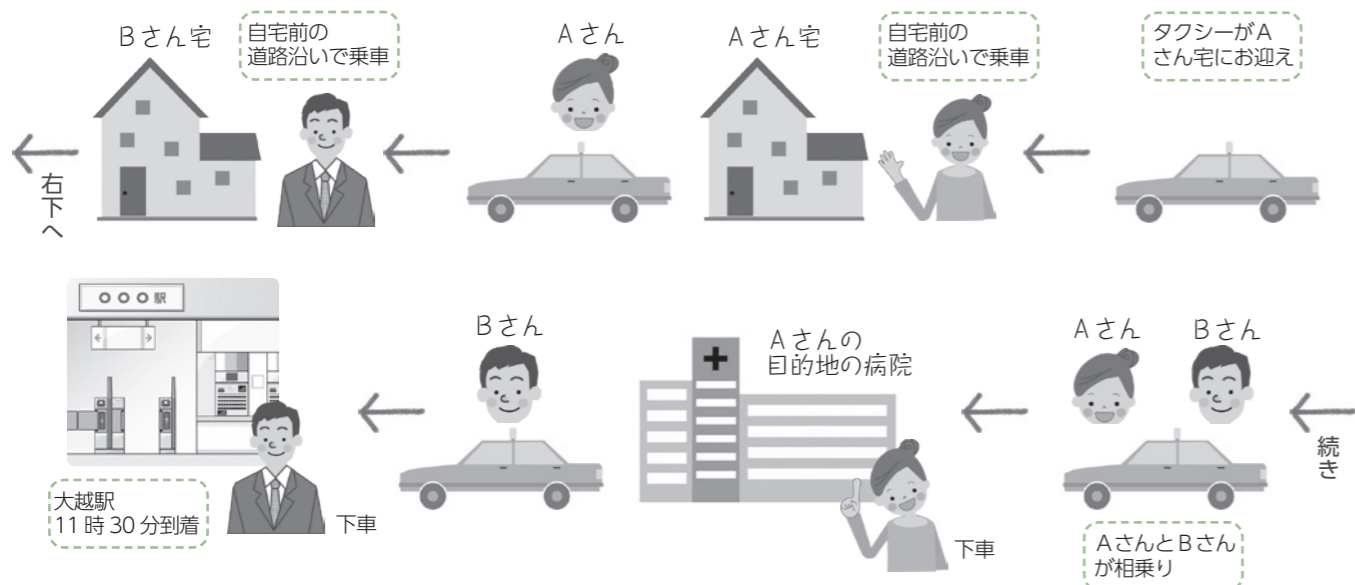 タクシーがA
さん宅にお迎え
自宅前の
道路沿いで乗車
Aさん宅
Aさん
自宅前の
道路沿いで乗車
Bさん宅
右下へ
続き
Aさん
Bさん
AさんとBさん
が相乗り
Aさんの
目的地の病院
下車
Bさん
○○○駅
大越駅
11時30分到着
下車